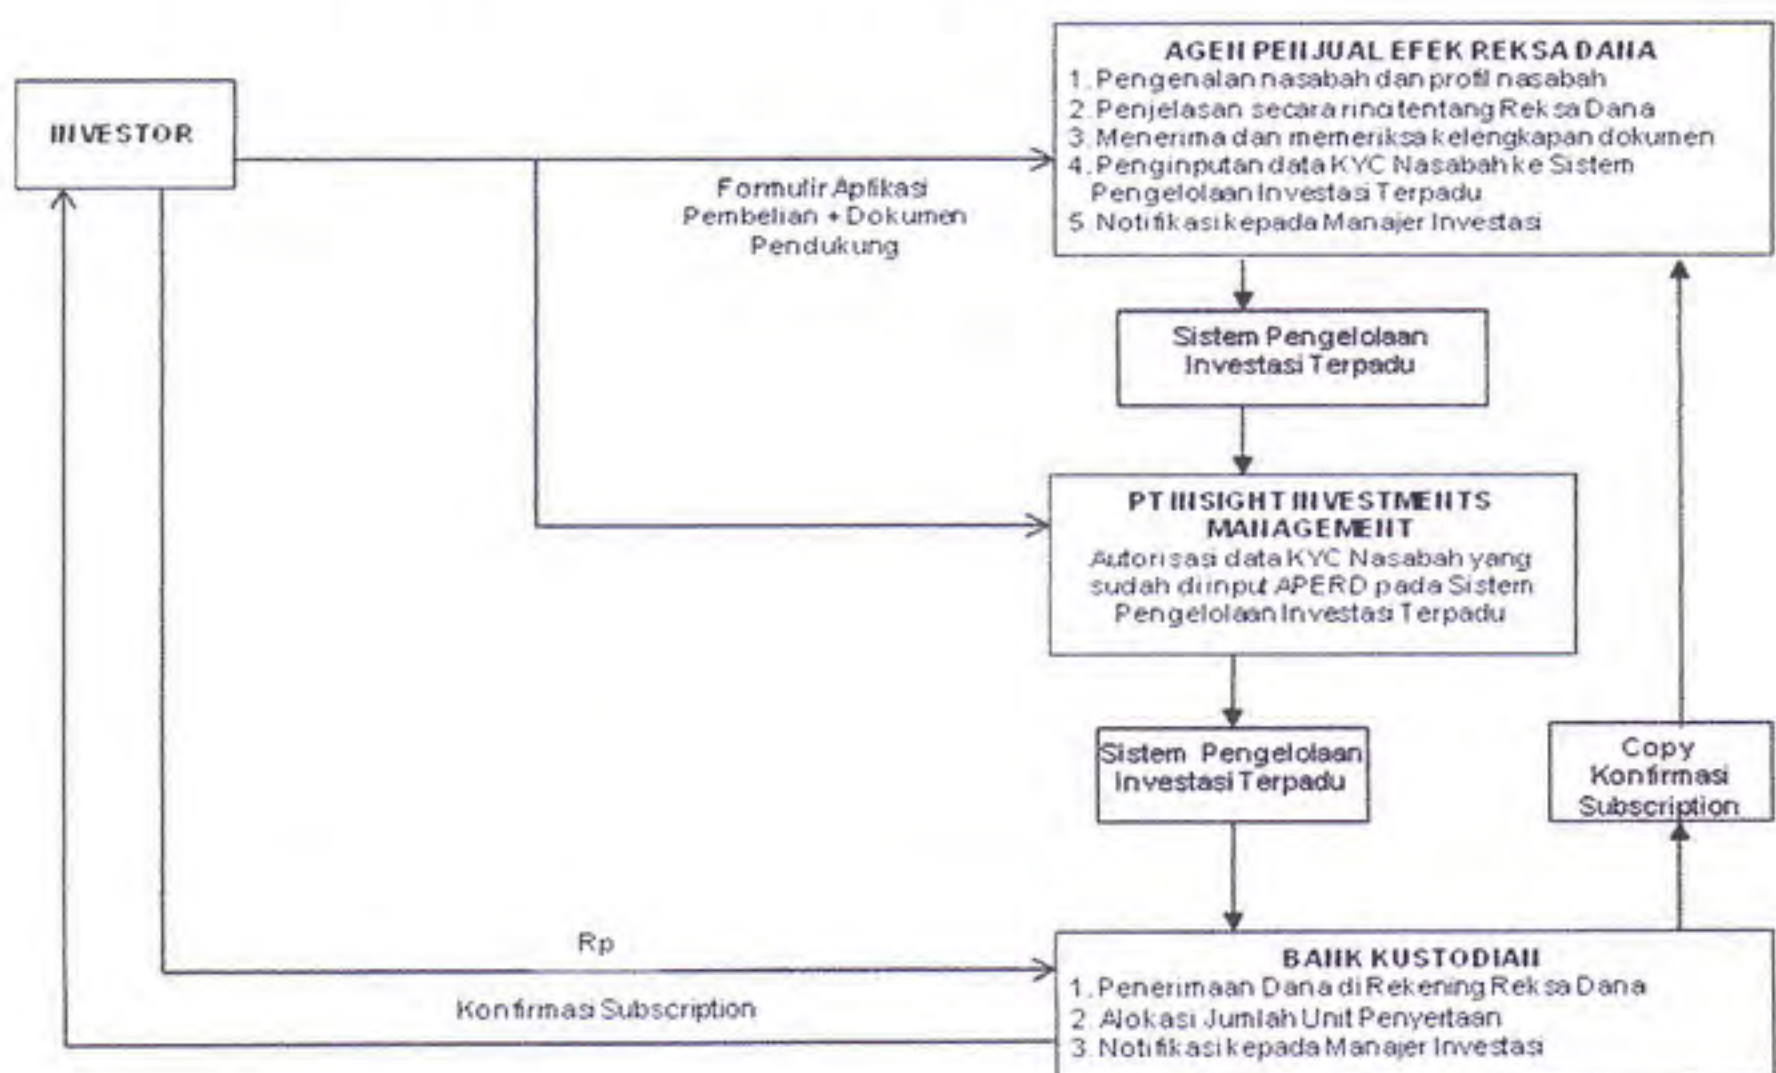 AGEN PENJUAL EFEK REKSA DANA
1. Pengenalan nasabah dan profil nasabah
2. Penjelasan secara rinci tentang Reksa Dana
3. Menerima dan memeriksa kelengkapan dokumen
4. Penginputan data KYC Nasabah ke Sistem
Pengelolaan Investasi Terpadu
5. Notifikasi kepada Manajer Investasi
INVESTOR
Formulir Aplikasi
Pembelian + Dokumen
Pendukung
Sistem Pengelolaan
Investasi Terpadu
PT INSIGHT INVESTMENTS
MANAGEMENT
Autorisasi data KYC Nasabah yang
sudah diinput APERD pada Sistem
Pengelolaan Investasi Terpadu
Sistem Pengelolaan
Investasi Terpadu
Copy
Konfirmasi
Subscription
Rp
Konfirmasi Subscription
BANK KUSTODIAN
1. Penerimaan Dana di Rekening Reksa Dana
2. Alokasi Jumlah Unit Penyertaan
3. Notifikasi kepada Manajer Investasi